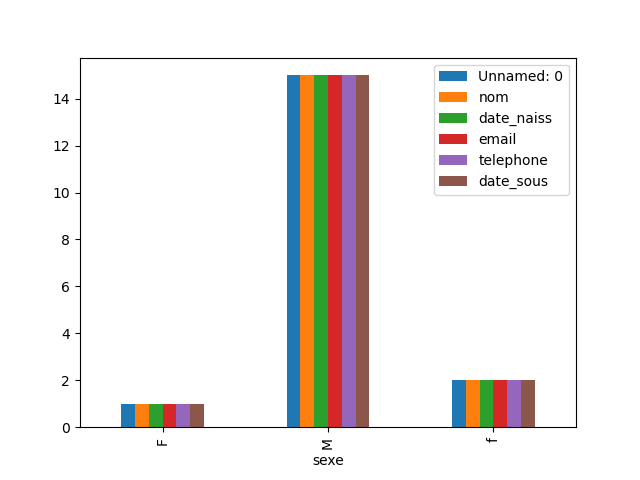 14
12
10
8
6
4
2
0
Unnamed: 0
nom
date_naiss
email
telephone
date_sous
F
M
f
sexe